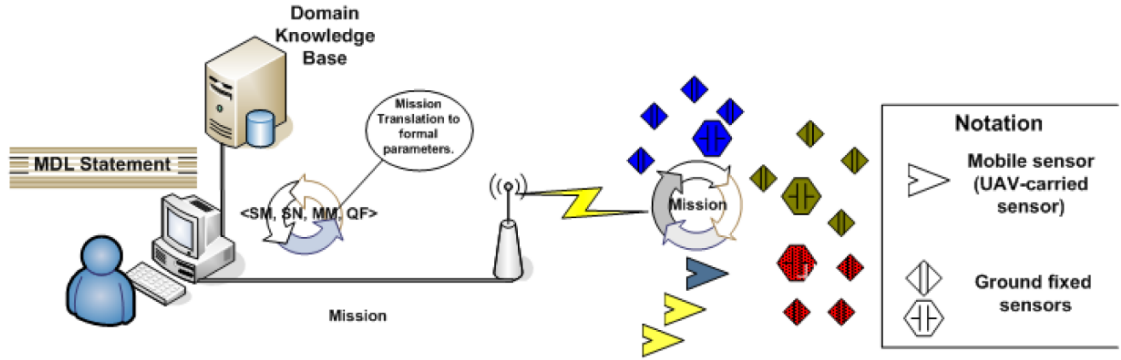 Domain
Knowledge
Base
MDL Statement
Mission
Translation to
formal
parameters.
<SM, SN, MM, QF>
Mission
Mission
Notation
Mobile sensor
(UAV-carried
sensor)
Ground fixed
sensors